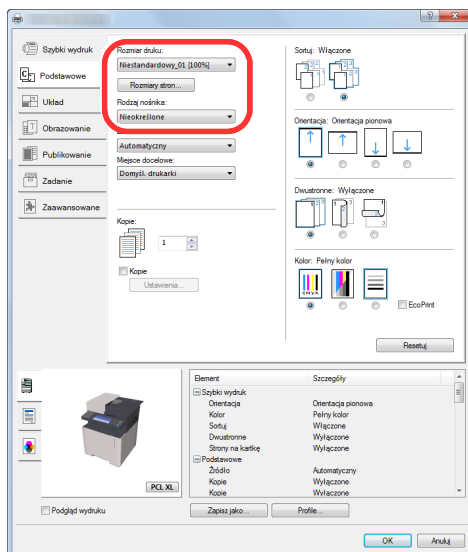 Szybki wydruk
Podstawowe
Układ
Obrazowanie
Publikowanie
Zadanie
Zaawansowane
Rozmiar druku:
Niestandardowy_01 [100%]
Rozmiary stron...
Rodzaj nośnika:
Nieokreślone
Automatyczny
Miejsce docelowe:
Domyśl. drukarki
Kopie:
1
Kopie
Ustawienia...
Sortuj: Włączone
Orientacja: Orientacja pionowa
Dwustronne: Wyłączone
Kolor: Pełny kolor
CMYK
EcoPrint
Resetuj
PCL XL
Podgląd wydruku
Element Szczegóły
Szybki wydruk
Orientacja Orientacja pionowa
Kolor Pełny kolor
Sortuj Włączone
Dwustronne Wyłączone
Strony na kartkę Wyłączone
Podstawowe
Źródło Automatyczny
Kopie Wyłączone
Kopie Wyłączone
Zapisz jako... Profile...
OK Anuluj